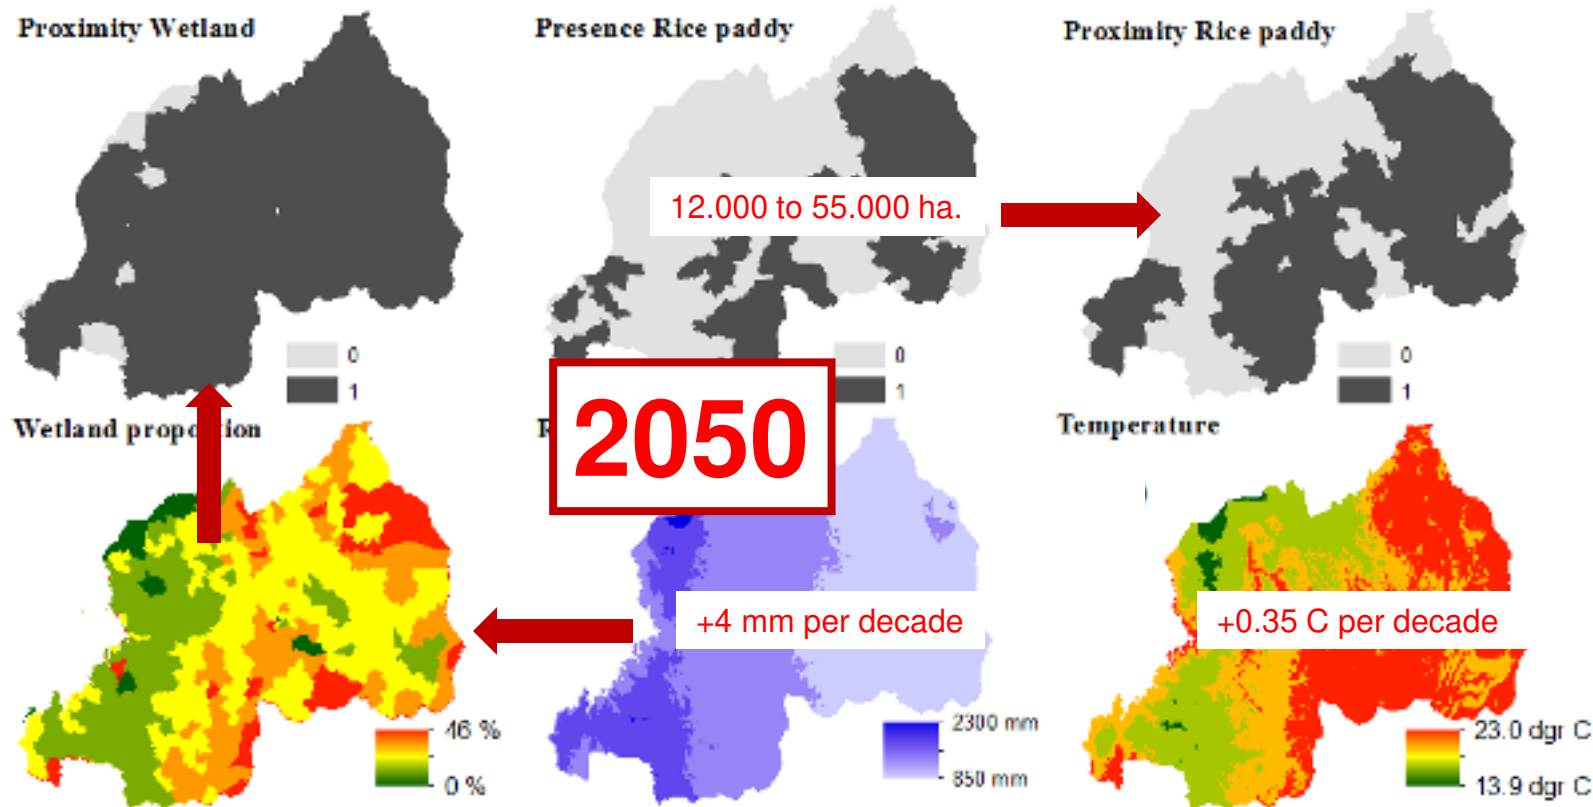 Proximity Wetland
Presence Rice paddy
Proximity Rice paddy
12.000 to 55.000 ha.
0
1
0
1
0
1
Wetland
2050
Temperature
+4 mm per decade
+0.35 C per decade
46 %
0 %
2300 mm
850 mm
23.0 dgr C
13.9 dgr C